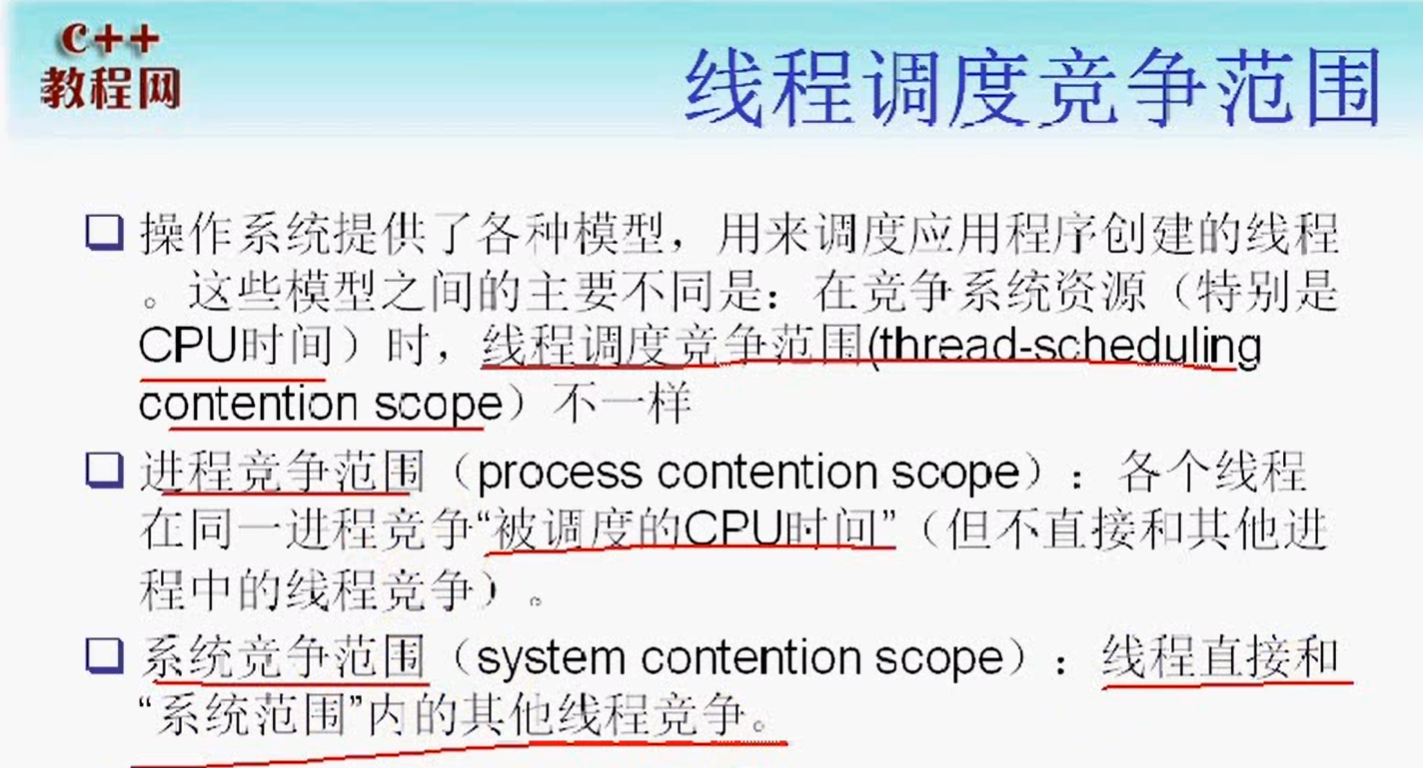 C++
教程网
线程调度竞争范围
操作系统提供了各种模型，用来调度应用程序创建的线程
。这些模型之间的主要不同是：在竞争系统资源（特别是
CPU时间）时，线程调度竞争范围(thread-scheduling
contention scope）不一样
进程竞争范围（process contention scope）：各个线程
在同一进程竞争“被调度的CPU时间”（但不直接和其他进
程中的线程竞争）。
系统竞争范围（system contention scope）：线程直接和
“系统范围”内的其他线程竞争。